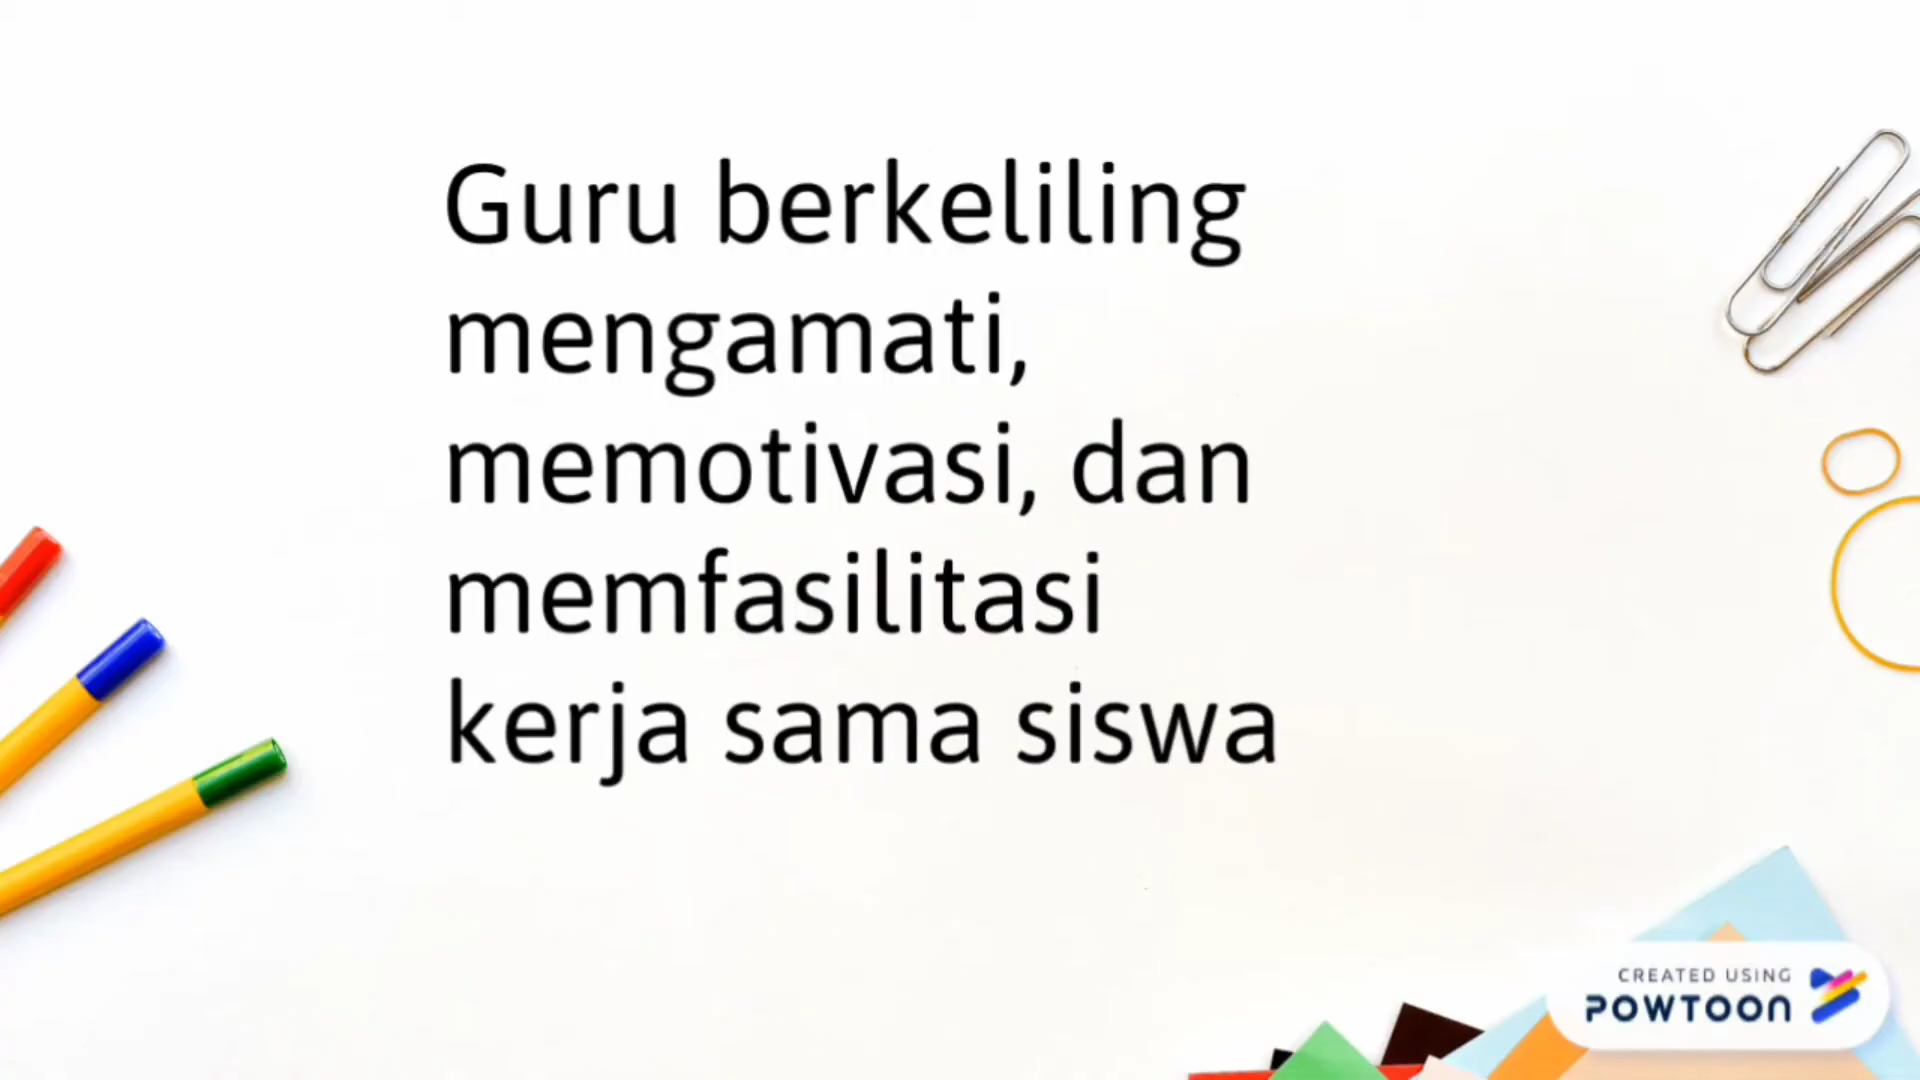 Guru berkeliling
mengamati,
memotivasi, dan
memfasilitasi
kerja sama siswa
CREATED USING
POWTOON